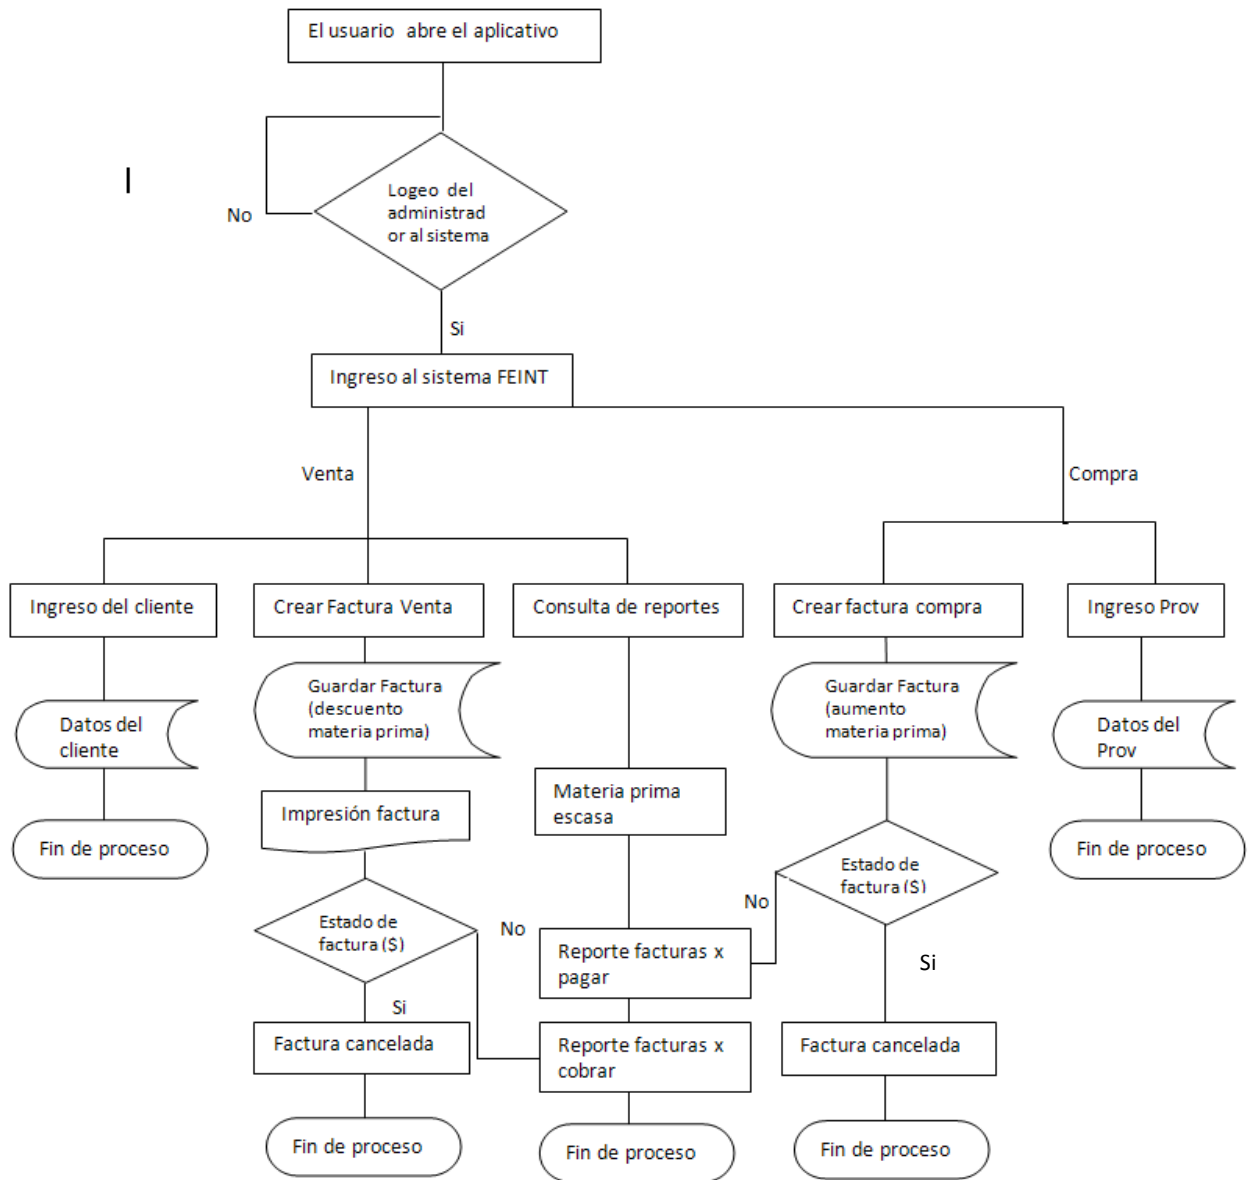 El usuario abre el aplicativo
Logeo del
administrad
or al sistema
No
Si
Ingreso al sistema FEINT
Venta
Compra
Ingreso del cliente
Crear Factura Venta
Consulta de reportes
Crear factura compra
Ingreso Prov
Guardar Factura
(descuento
materia prima)
Guardar Factura
(aumento
materia prima)
Datos del
cliente
Datos del
Prov
Materia prima
escasa
Impresión factura
Fin de proceso
Fin de proceso
Estado de
factura ($)
No
Estado de
factura ($)
No
Reporte facturas x
pagar
Si
Si
Factura cancelada
Reporte facturas x
cobrar
Factura cancelada
Fin de proceso
Fin de proceso
Fin de proceso